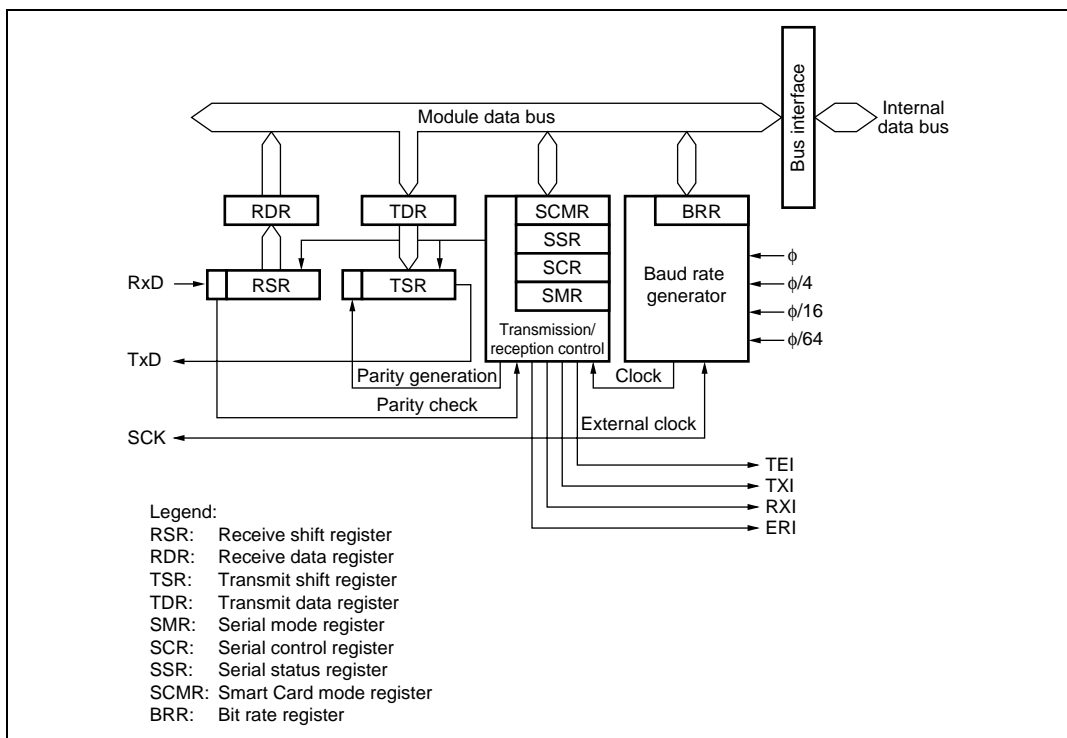 Bus interface
Internal
data bus
Module data bus
RDR
TDR
SCMR
BRR
SSR
SCR
SMR
RxD
RSR
TSR
Baud rate
generator
ϕ
ϕ/4
ϕ/16
ϕ/64
Transmission/
reception control
TxD
Parity generation
Clock
Parity check
External clock
SCK
TEI
TXI
RXI
ERI
Legend:
RSR: Receive shift register
RDR: Receive data register
TSR: Transmit shift register
TDR: Transmit data register
SMR: Serial mode register
SCR: Serial control register
SSR: Serial status register
SCMR: Smart Card mode register
BRR: Bit rate register